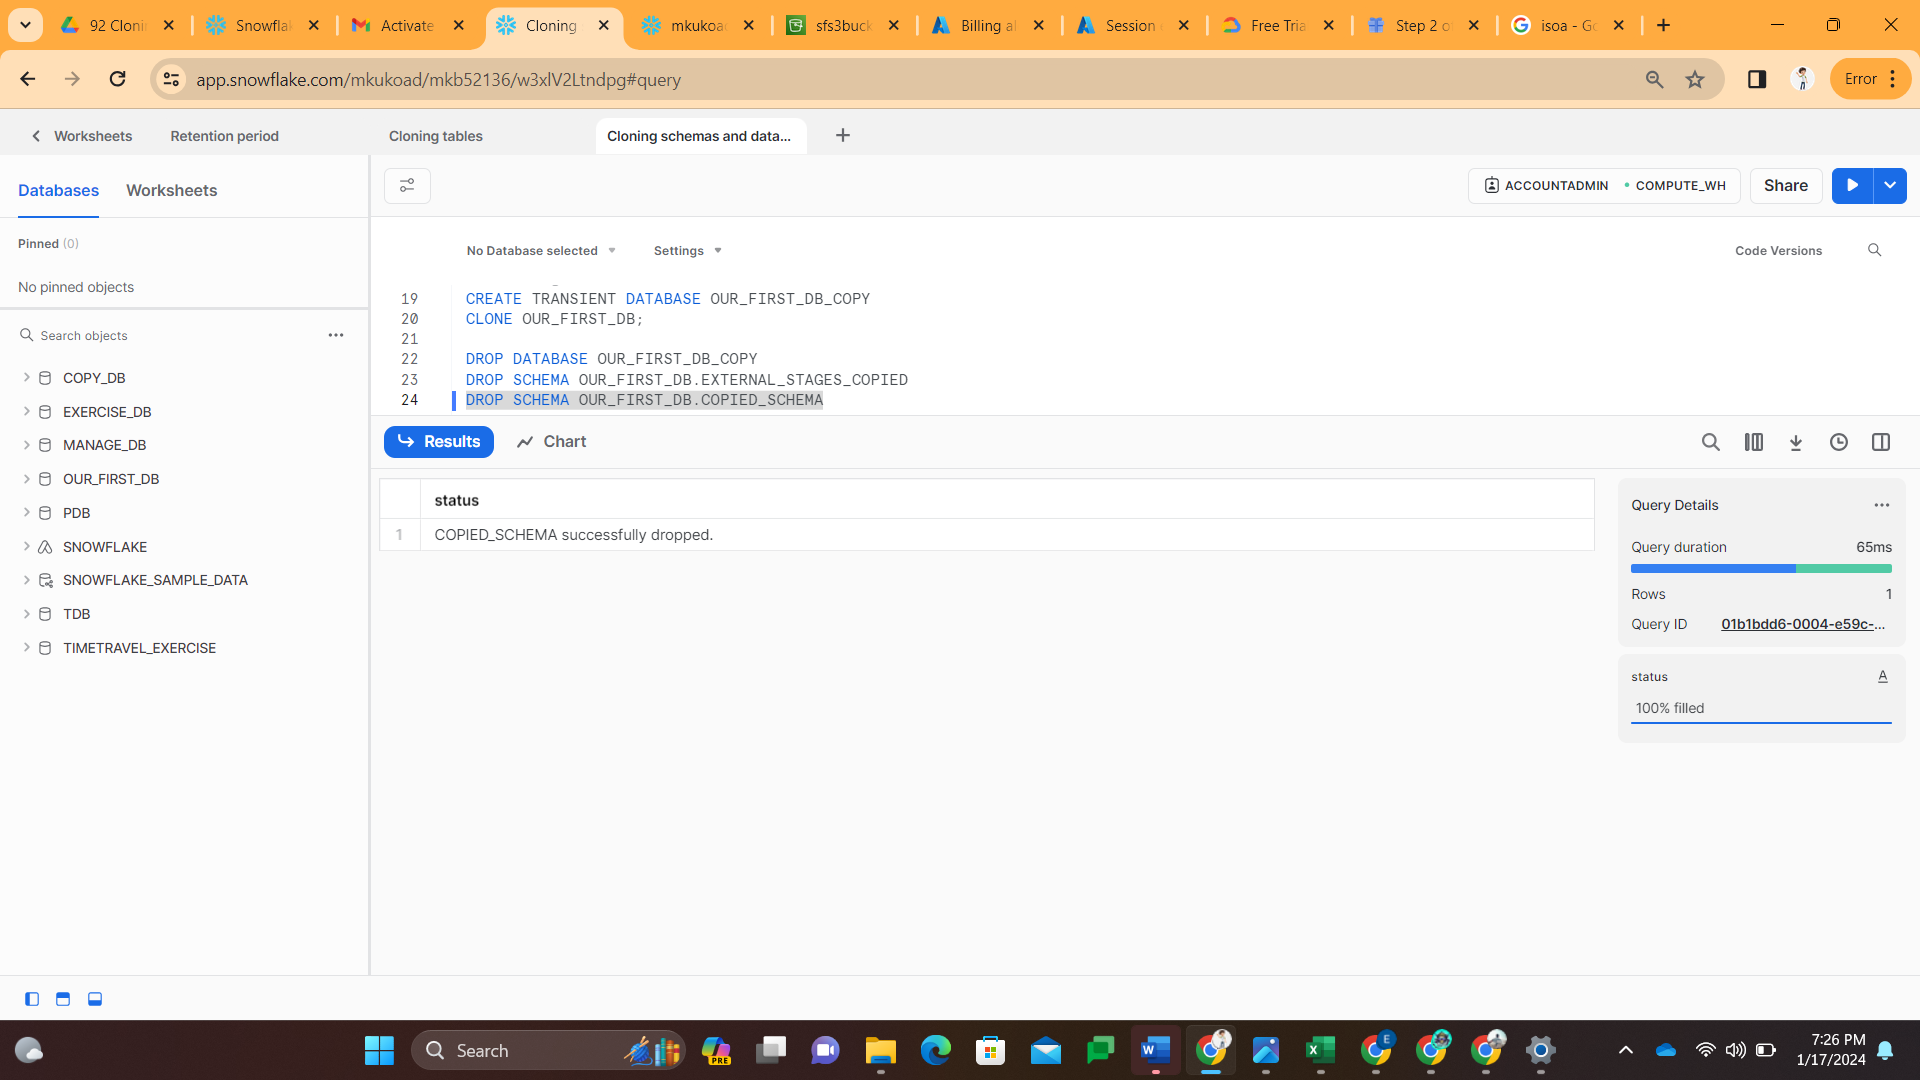 92 Cloni
Snowfla
Activate
Cloning
mkukoa
sfs3buck
Billing a
Session
Free Tria
Step 2 o
isoa - G
app.snowflake.com/mkukoad/mkb52136/w3xlV2Ltndpg#query
Error
Worksheets
Retention period
Cloning tables
Cloning schemas and data...
Databases
Worksheets
ACCOUNTADMIN
COMPUTE_WH
Share
Pinned (0)
No pinned objects
No Database selected
Settings
Code Versions
Search objects
COPY_DB
EXERCISE_DB
MANAGE_DB
OUR_FIRST_DB
PDB
SNOWFLAKE
SNOWFLAKE_SAMPLE_DATA
TDB
TIMETRAVEL_EXERCISE
19 CREATE TRANSIENT DATABASE OUR_FIRST_DB_COPY
20 CLONE OUR_FIRST_DB;
21
22 DROP DATABASE OUR_FIRST_DB_COPY
23 DROP SCHEMA OUR_FIRST_DB.EXTERNAL_STAGES_COPIED
24 DROP SCHEMA OUR_FIRST_DB.COPIED_SCHEMA
Results
Chart
status
1 COPIED_SCHEMA successfully dropped.
Query Details
Query duration 65ms
Rows 1
Query ID 01b1bdd6-0004-e59c-...
status A
100% filled
Search
PRE
W
X
E
7:26 PM
1/17/2024